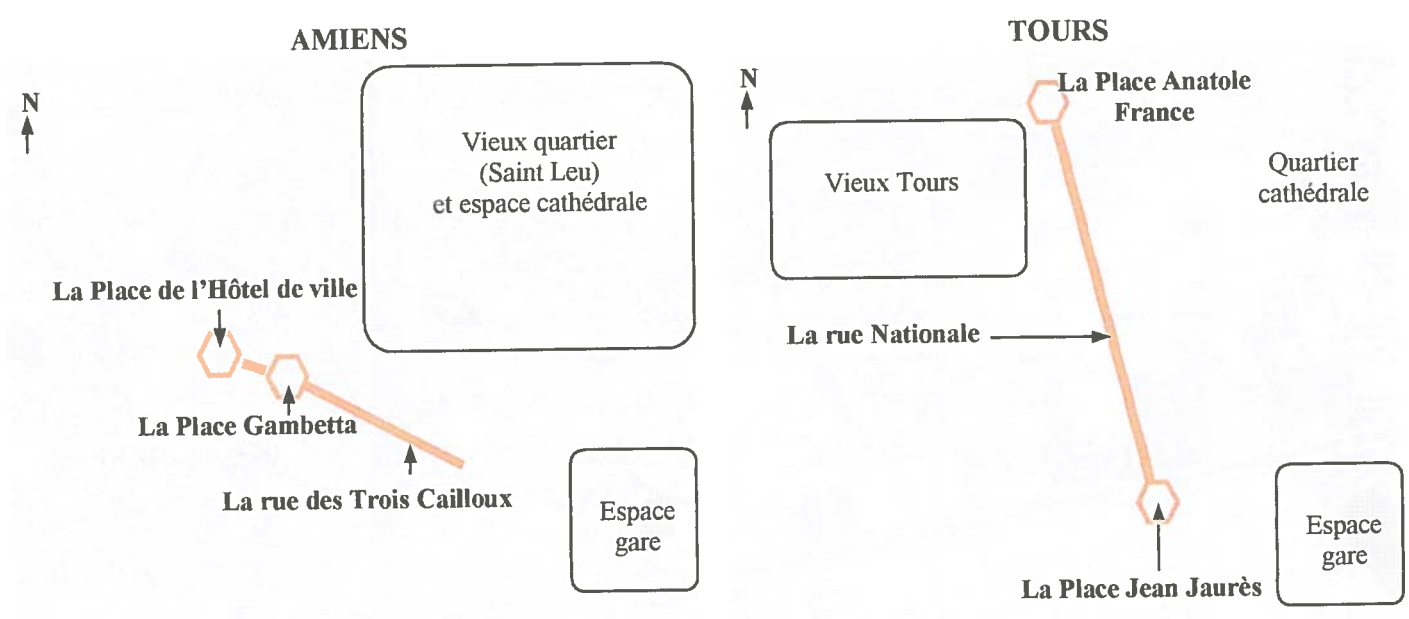 AMIENS
N
Vieux quartier
(Saint Leu)
et espace cathédrale
La Place de l'Hôtel de ville
La Place Gambetta
La rue des Trois Cailloux
Espace
gare
TOURS
N
La Place Anatole
France
Vieux Tours
Quartier
cathédrale
La rue Nationale
Espace
gare
La Place Jean Jaurès